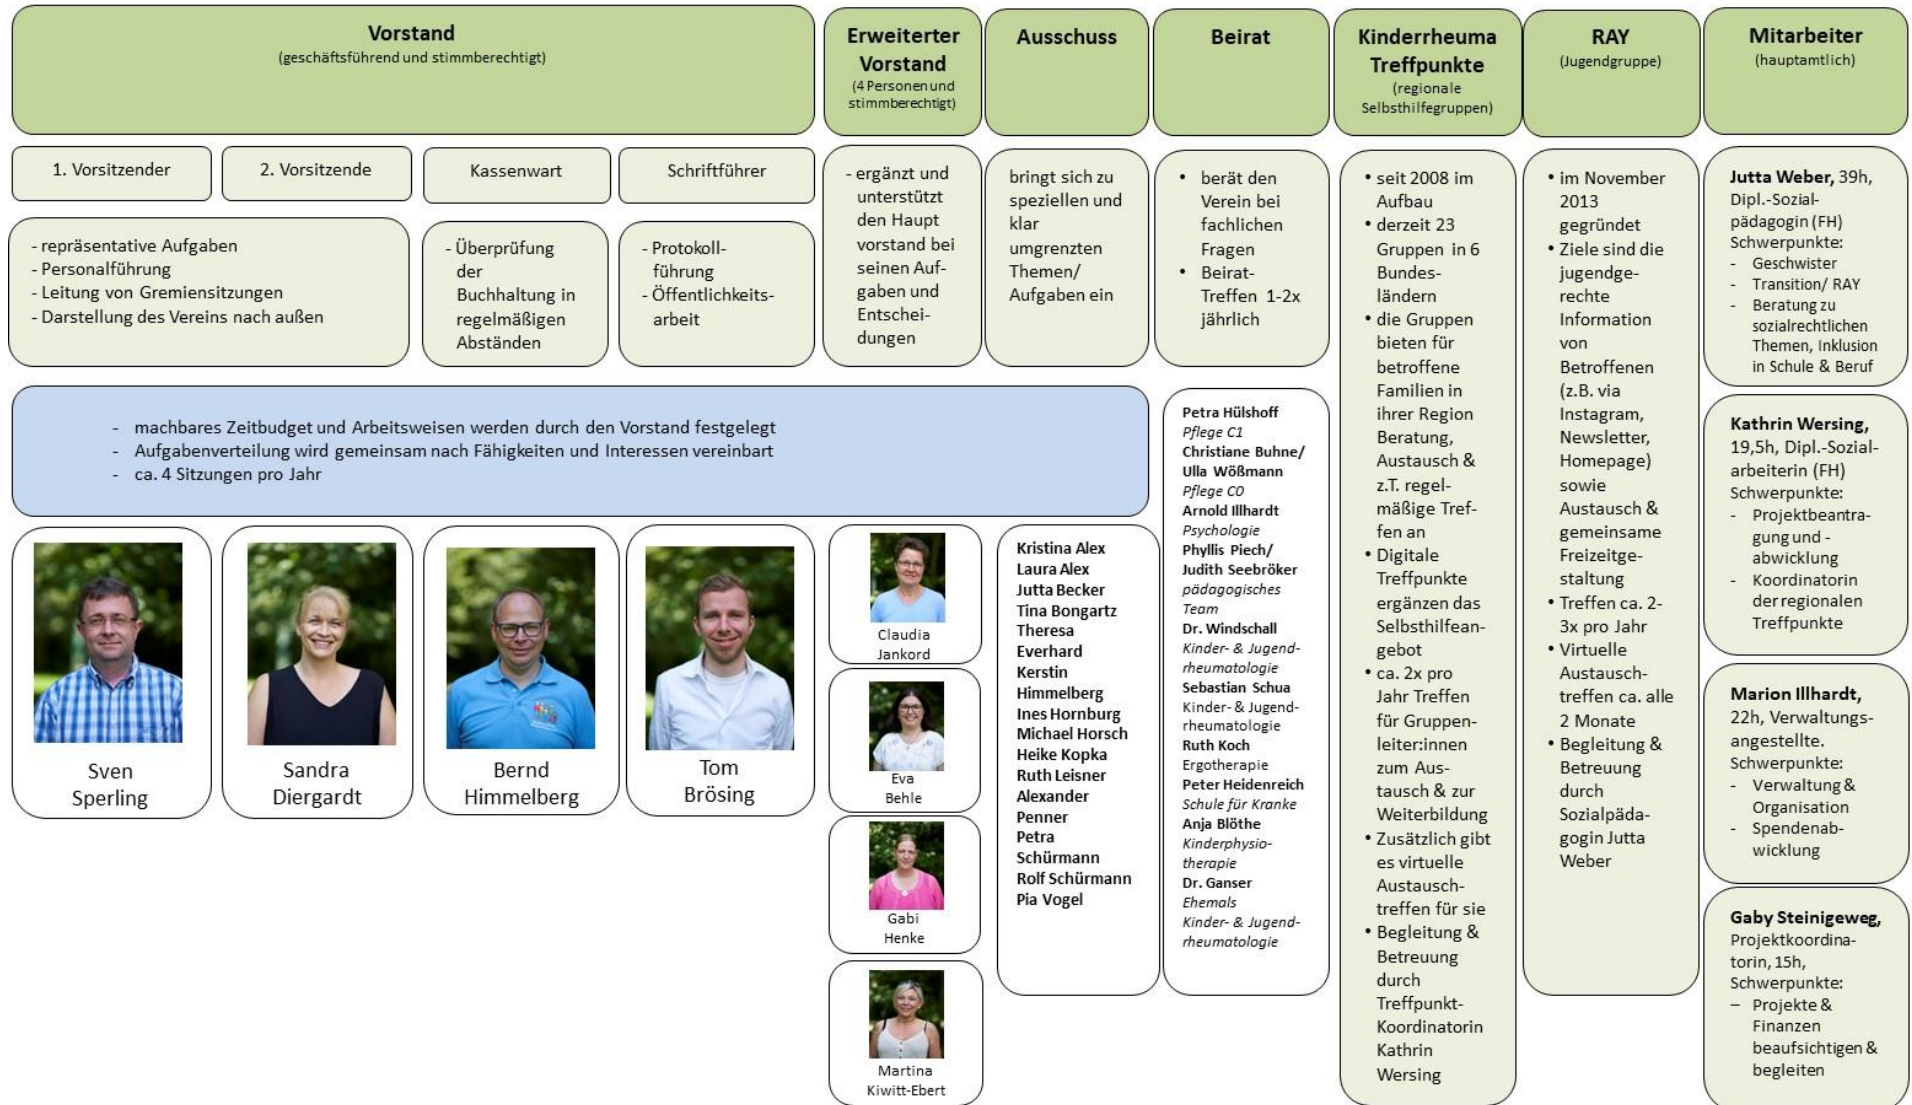 Vorstand
(geschäftsführend und stimmberechtigt)
1. Vorsitzender
2. Vorsitzende
Kassenwart
Schriftführer
- repräsentative Aufgaben
- Personalführung
- Leitung von Gremiensitzungen
- Darstellung des Vereins nach außen
- Überprüfung
der
Buchhaltung in
regelmäßigen
Abständen
- Protokoll-
führung
- Öffentlichkeits-
arbeit
Erweiterter
Vorstand
(4 Personen und
stimmberechtigt)
- ergänzt und
unterstützt
den Haupt
vorstand bei
seinen Auf-
gaben und
Entschei-
dungen
Ausschuss
bringt sich zu
speziellen und
klar
umgrenzten
Themen/
Aufgaben ein
- machbares Zeitbudget und Arbeitsweisen werden durch den Vorstand festgelegt
- Aufgabenverteilung wird gemeinsam nach Fähigkeiten und Interessen vereinbart
- ca. 4 Sitzungen pro Jahr
Sven
Sperling
Sandra
Diergardt
Bernd
Himmelberg
Tom
Brösing
Claudia
Jankord
Eva
Behle
Gabi
Henke
Martina
Kiwitt-Ebert
Kristina Alex
Laura Alex
Jutta Becker
Tina Bongartz
Theresa
Everhard
Kerstin
Himmelberg
Ines Hornburg
Michael Horsch
Heike Kopka
Ruth Leisner
Alexander
Penner
Petra
Schürmann
Rolf Schürmann
Pia Vogel
Beirat
• berät den
Verein bei
fachlichen
Fragen
• Beirat-
Treffen 1-2x
jährlich
Petra Hülshoff
Pflege C1
Christiane Buhne/
Ulla Wößmann
Pflege C0
Arnold Illhardt
Psychologie
Phyllis Piech/
Judith Seebröker
pädagogisches
Team
Dr. Windschall
Kinder- & Jugend-
rheumatologie
Sebastian Schua
Kinder- & Jugend-
rheumatologie
Ruth Koch
Ergotherapie
Peter Heidenreich
Schule für Kranke
Anja Blöthe
Kinderphysio-
therapie
Dr. Ganser
Ehemals
Kinder- & Jugend-
rheumatologie
Kinderrheuma
Treffpunkte
(regionale
Selbsthilfegruppen)
• seit 2008 im
Aufbau
• derzeit 23
Gruppen in 6
Bundes-
ländern
• die Gruppen
bieten für
betroffene
Familien in
ihrer Region
Beratung,
Austausch &
z.T. regel-
mäßige Tref-
fen an
• Digitale
Treffpunkte
ergänzen das
Selbsthilfean-
gebot
• ca. 2x pro
Jahr Treffen
für Gruppen-
leiter:innen
zum Aus-
tausch & zur
Weiterbildung
• Zusätzlich gibt
es virtuelle
Austausch-
treffen für sie
• Begleitung &
Betreuung
durch
Treffpunkt-
Koordinatorin
Kathrin
Wersing
RAY
(Jugendgruppe)
• im November
2013
gegründet
• Ziele sind die
jugendge-
rechte
Information
von
Betroffenen
(z.B. via
Instagram,
Newsletter,
Homepage)
sowie
Austausch &
gemeinsame
Freizeitge-
staltung
• Treffen ca. 2-
3x pro Jahr
• Virtuelle
Austausch-
treffen ca. alle
2 Monate
• Begleitung &
Betreuung
durch
Sozialpäda-
gogin Jutta
Weber
Mitarbeiter
(hauptamtlich)
Jutta Weber, 39h,
Dipl.-Sozial-
pädagogin (FH)
Schwerpunkte:
- Geschwister
- Transition/ RAY
- Beratung zu
sozialrechtlichen
Themen, Inklusion
in Schule & Beruf
Kathrin Wersing,
19,5h, Dipl.-Sozial-
arbeiterin (FH)
Schwerpunkte:
- Projektbeantra-
gung und -
abwicklung
- Koordinatorin
der regionalen
Treffpunkte
Marion Illhardt,
22h, Verwaltungs-
angestellte.
Schwerpunkte:
- Verwaltung &
Organisation
- Spendenab-
wicklung
Gaby Steinigeweg,
Projektkoordina-
torin, 15h,
Schwerpunkte:
– Projekte &
Finanzen
beaufsichtigen &
begleiten